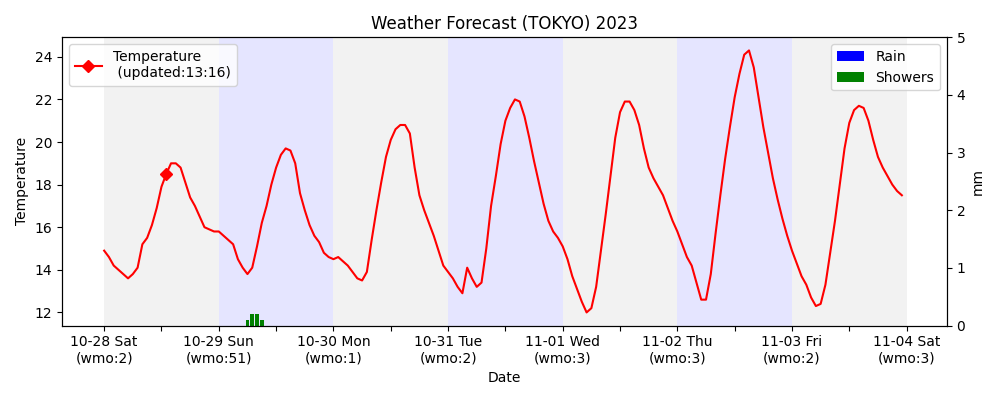 Weather Forecast (TOKYO) 2023
Temperature
(updated:13:16)
Rain
Showers
Temperature
24
22
20
18
16
14
12
5
4
3
2
1
0
mm
10-28 Sat
(wmo:2)
10-29 Sun
(wmo:51)
10-30 Mon
(wmo:1)
10-31 Tue
(wmo:2)
11-01 Wed
(wmo:3)
11-02 Thu
(wmo:3)
11-03 Fri
(wmo:2)
11-04 Sat
(wmo:3)
Date